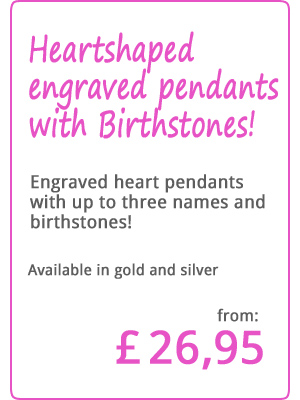 Heartshaped
engraved pendants
with Birthstones!
Engraved heart pendants
with up to three names and
birthstones!
Available in gold and silver
from:
£ 26,95